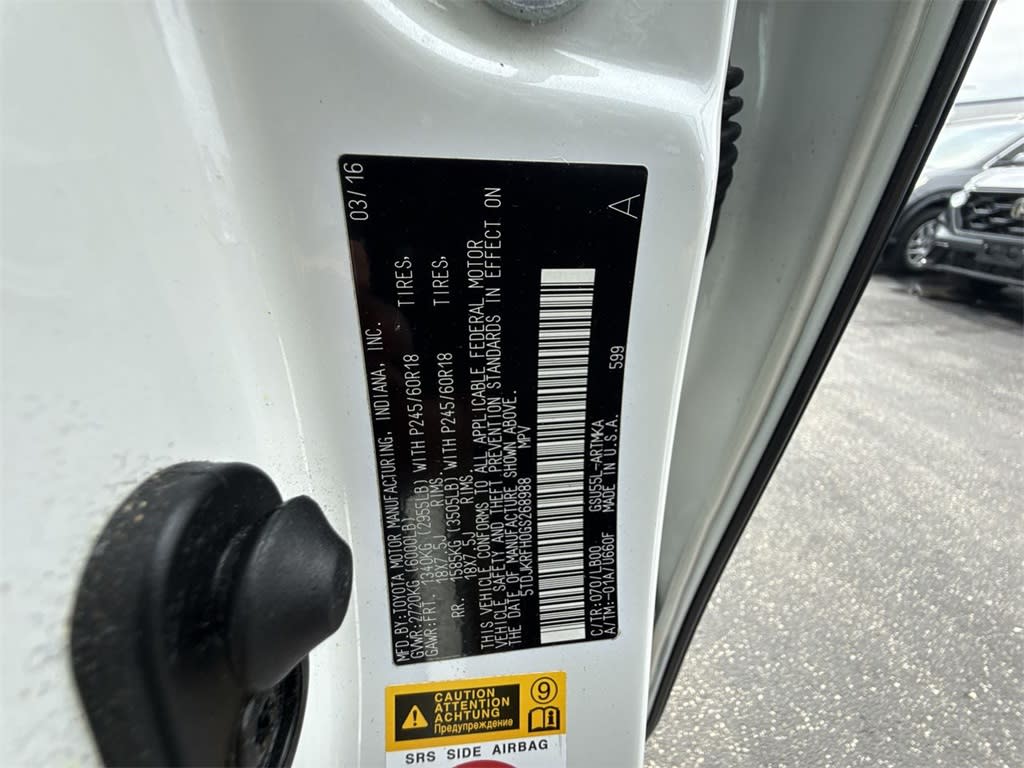 MFD.BY:TOYOTA MOTOR MANUFACTURING, INDIANA, INC. 03/16
GVWR:2720KG (6000LB)
GAWR:FRT. 1340KG (2955LB) WITH P245/60R18 TIRES,
18X7.5J RIMS
RR. 1585KG (3505LB) WITH P245/60R18 TIRES,
18X7.5J RIMS
THIS VEHICLE CONFORMS TO ALL APPLICABLE FEDERAL MOTOR
VEHICLE SAFETY AND THEFT PREVENTION STANDARDS IN EFFECT ON
THE DATE OF MANUFACTURE SHOWN ABOVE.
5TDJKRFH0GS268988 MPV
C/TR:070/LB00 GSU55L-ARTMKA 599
A/TM:-01A/U660F MADE IN U.S.A.
A
CAUTION
ATTENTION
ACHTUNG
Предупреждение
9
SRS SIDE AIRBAG